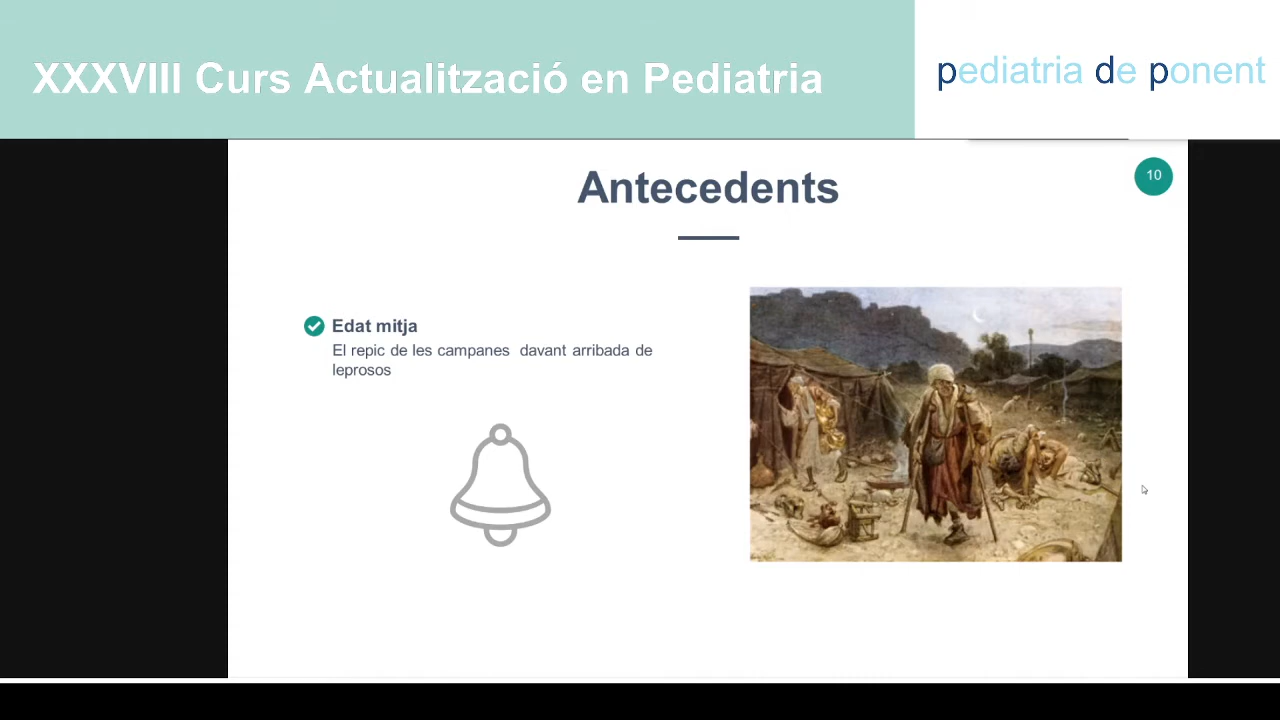 XXXVIII Curs Actualització en Pediatria
pediatria de ponent
Antecedents
10
Edat mitja
El repic de les campanes davant arribada de
leprosos